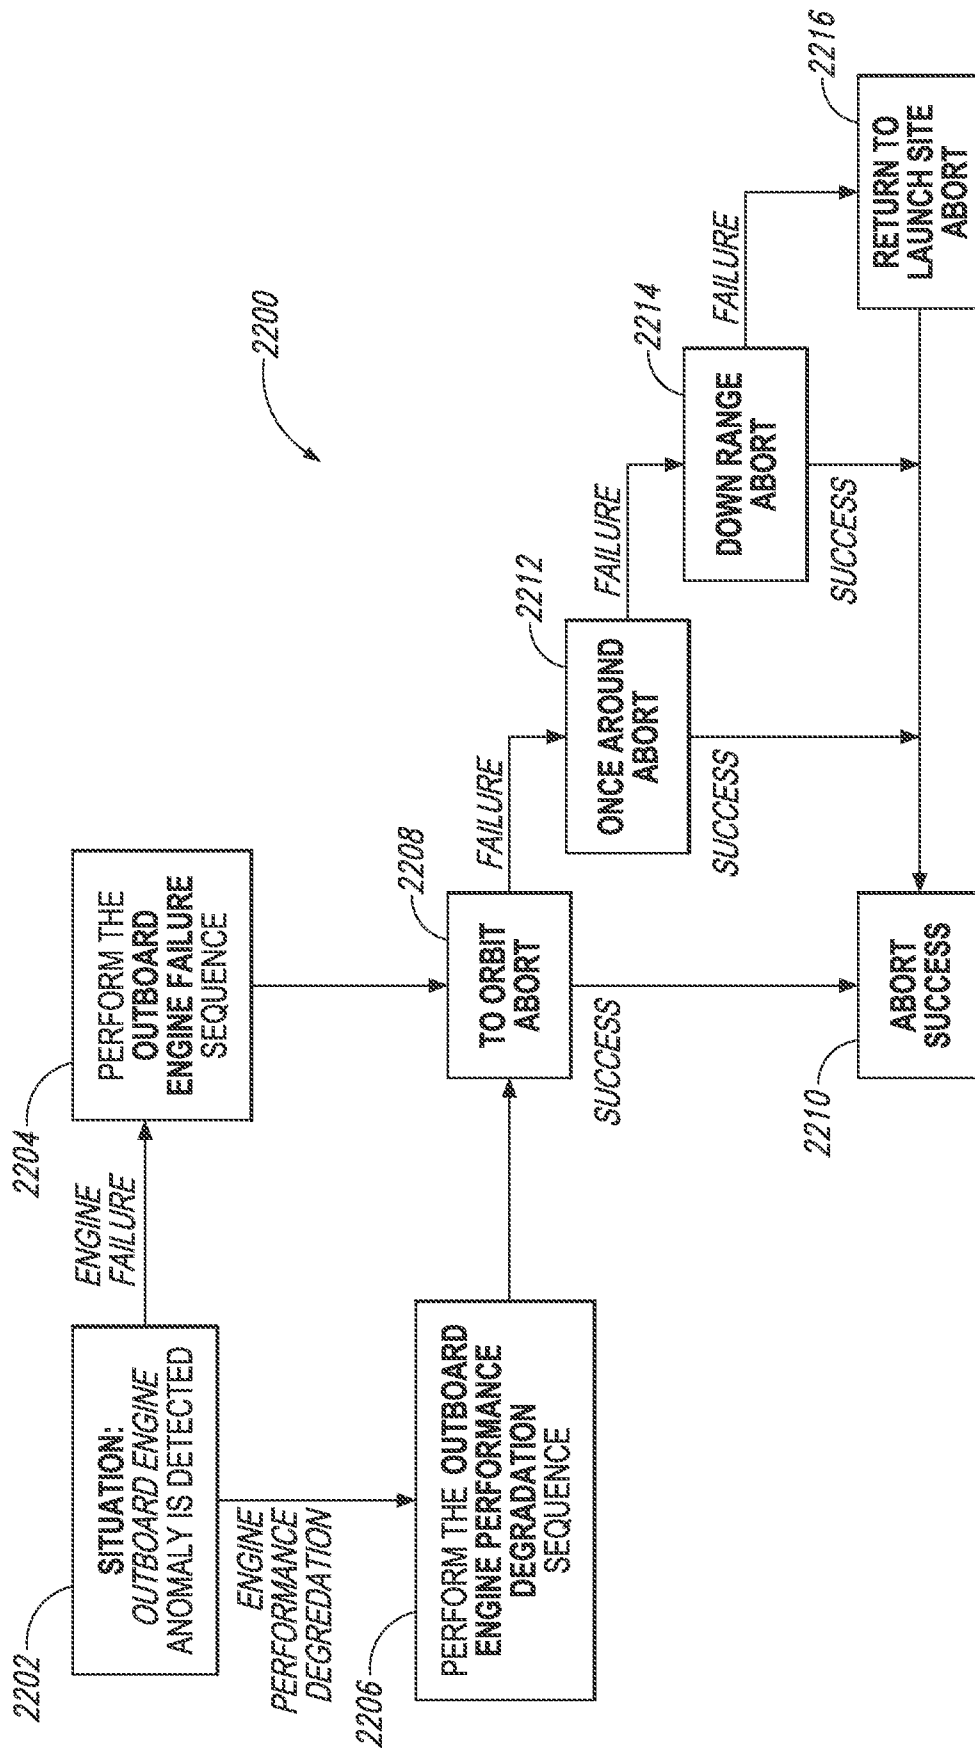 2200
2202
SITUATION:
OUTBOARD ENGINE
ANOMALY IS DETECTED
ENGINE
FAILURE
2204
PERFORM THE
OUTBOARD
ENGINE FAILURE
SEQUENCE
ENGINE
PERFORMANCE
DEGREDATION
2206
PERFORM THE OUTBOARD
ENGINE PERFORMANCE
DEGRADATION
SEQUENCE
2208
TO ORBIT
ABORT
FAILURE
SUCCESS
2212
ONCE AROUND
ABORT
FAILURE
SUCCESS
2214
DOWN RANGE
ABORT
FAILURE
SUCCESS
2216
RETURN TO
LAUNCH SITE
ABORT
2210
ABORT
SUCCESS